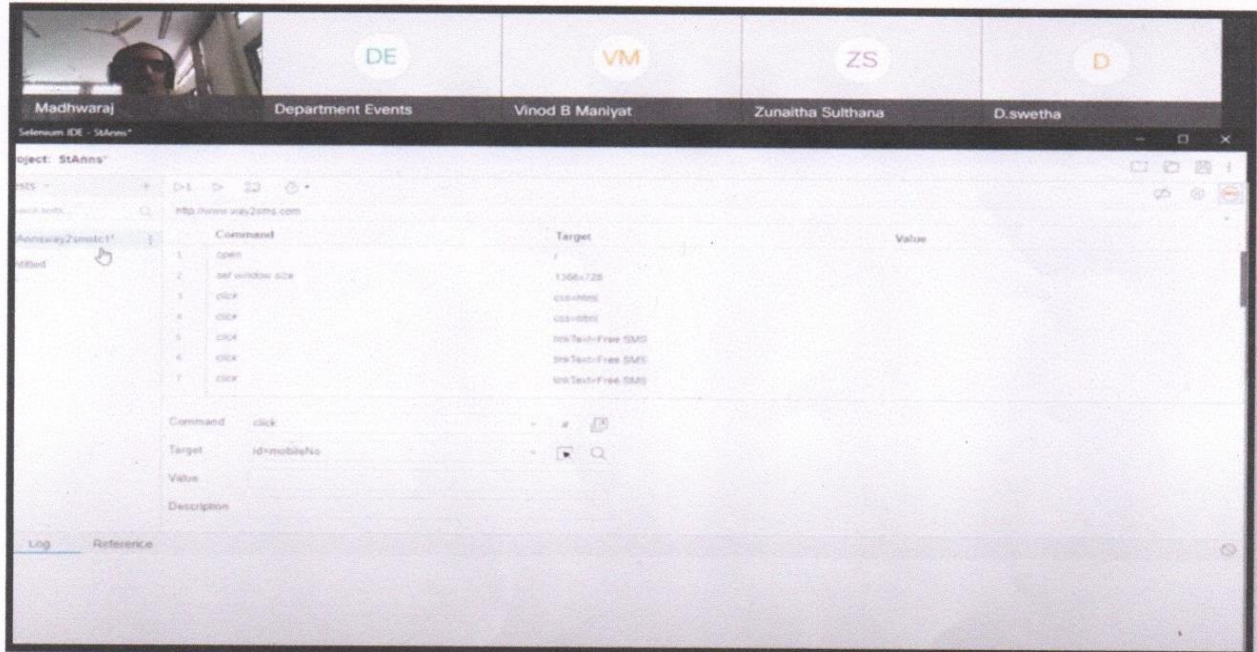 DE
VM
ZS
D
Madhwaraj
Department Events
Vinod B Maniyat
Zunaitha Sulthana
D.swetha
Selenium IDE - StAnns*
oject: StAnns*
http://www.way2sms.com
Command Target Value
1 open /
2 set window size 1366x728
3 click css=html
4 click css=html
5 click linkText=Free SMS
6 click linkText=Free SMS
7 click linkText=Free SMS
Command click
Target id=mobileNo
Value
Description
Log Reference